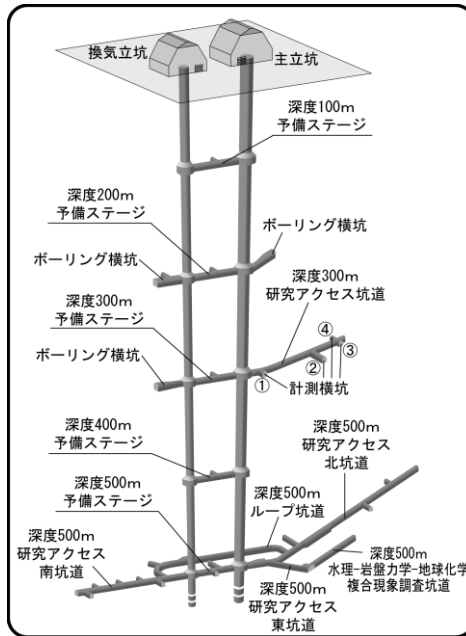 換気立坑
主立坑
深度100m
予備ステージ
深度200m
予備ステージ
ボーリング横坑
ボーリング横坑
深度300m
研究アクセス坑道
深度300m
予備ステージ
④
③
②
①
計測横坑
ボーリング横坑
深度400m
予備ステージ
深度500m
研究アクセス
北坑道
深度500m
予備ステージ
深度500m
ループ坑道
深度500m
研究アクセス
南坑道
深度500m
水理-岩盤力学-地球化学
複合現象調査坑道
深度500m
研究アクセス
東坑道